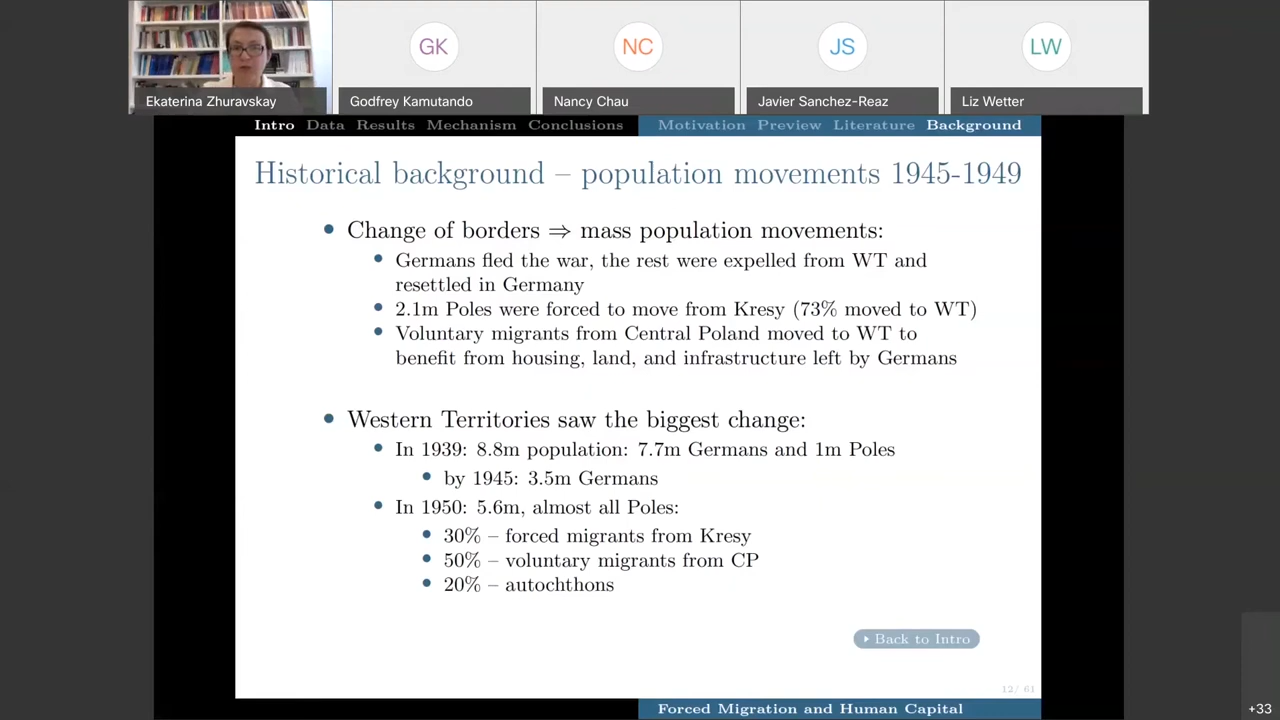 GK
NC
JS
LW
Ekaterina Zhuravskay
Godfrey Kamutando
Nancy Chau
Javier Sanchez-Reaz
Liz Wetter
Intro Data Results Mechanism Conclusions
Motivation Preview Literature Background
Historical background – population movements 1945-1949
• Change of borders ⇒ mass population movements:
• Germans fled the war, the rest were expelled from WT and
resettled in Germany
• 2.1m Poles were forced to move from Kresy (73% moved to WT)
• Voluntary migrants from Central Poland moved to WT to
benefit from housing, land, and infrastructure left by Germans
• Western Territories saw the biggest change:
• In 1939: 8.8m population: 7.7m Germans and 1m Poles
• by 1945: 3.5m Germans
• In 1950: 5.6m, almost all Poles:
• 30% – forced migrants from Kresy
• 50% – voluntary migrants from CP
• 20% – autochthons
Back to Intro
12/ 61
Forced Migration and Human Capital
+33